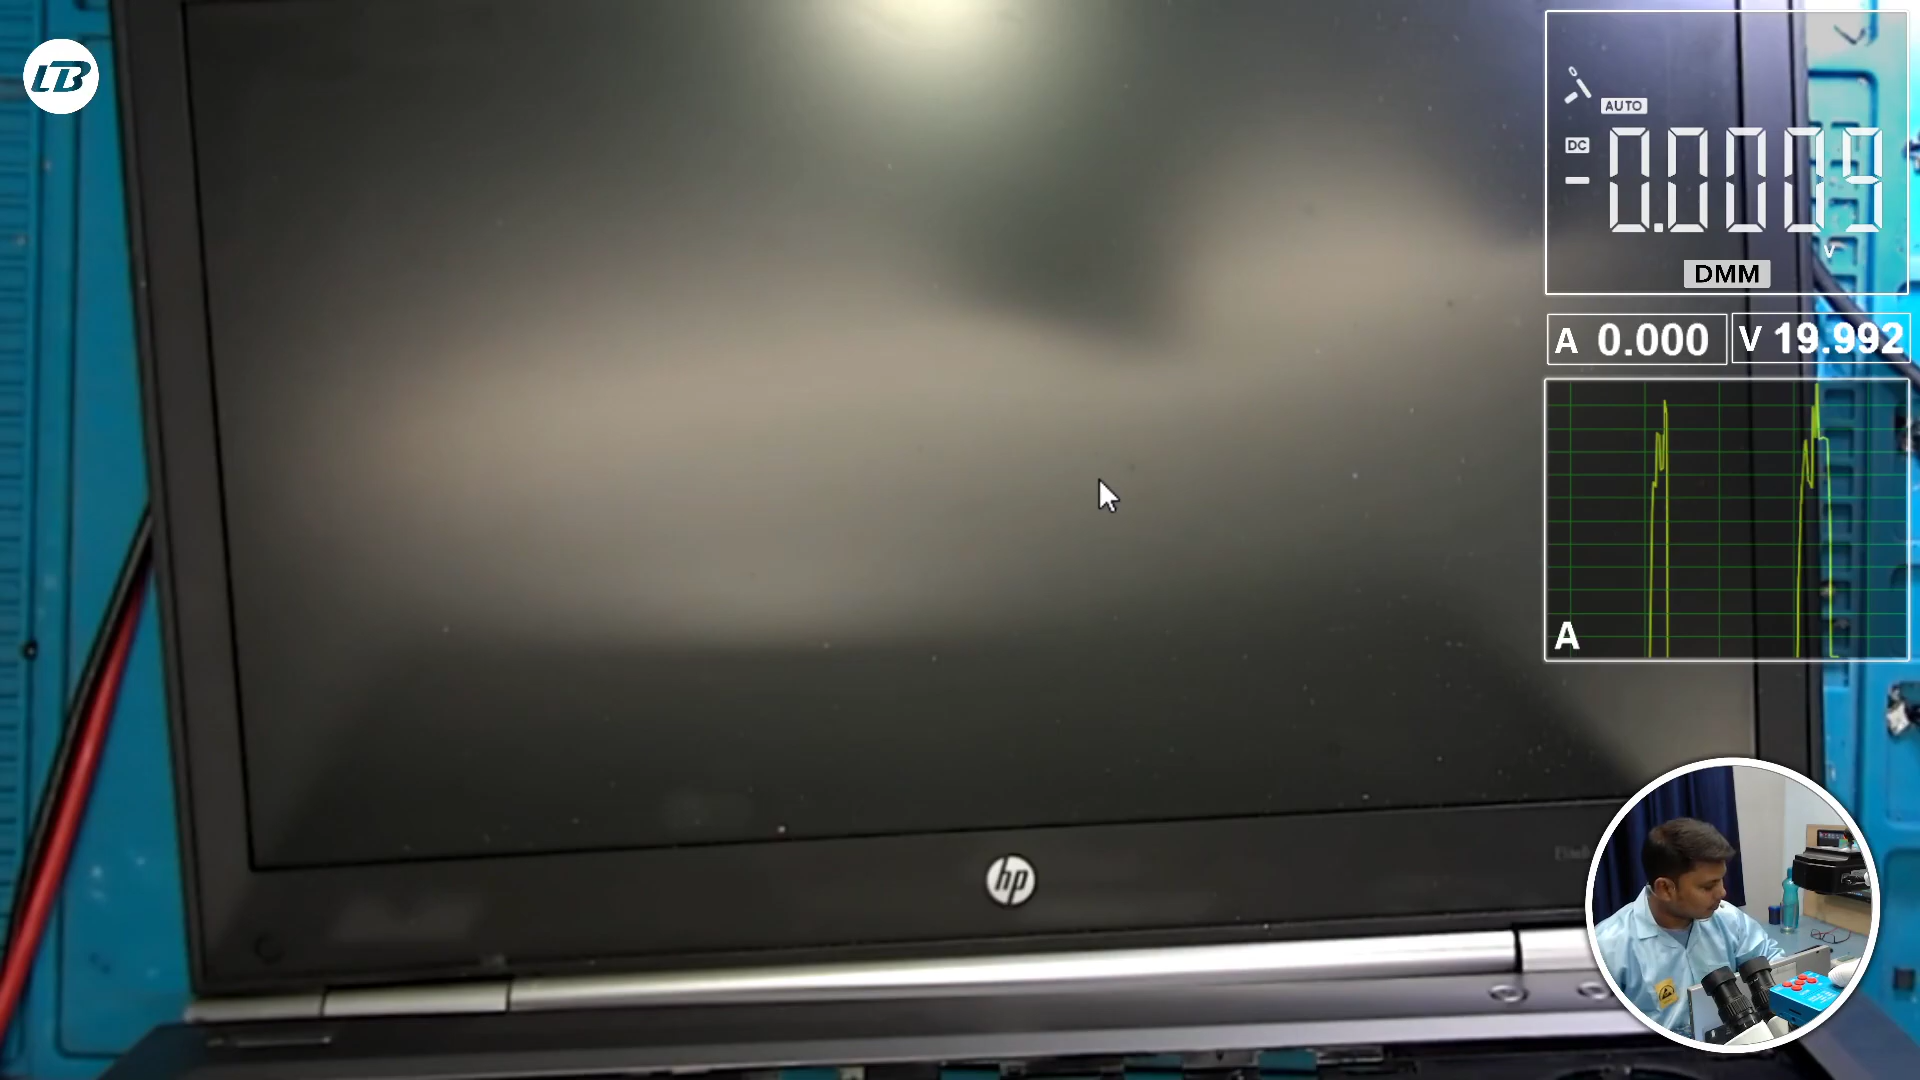 LB
AUTO
DC
-0.0009
V
DMM
A 0.000 V 19.992
A
hp